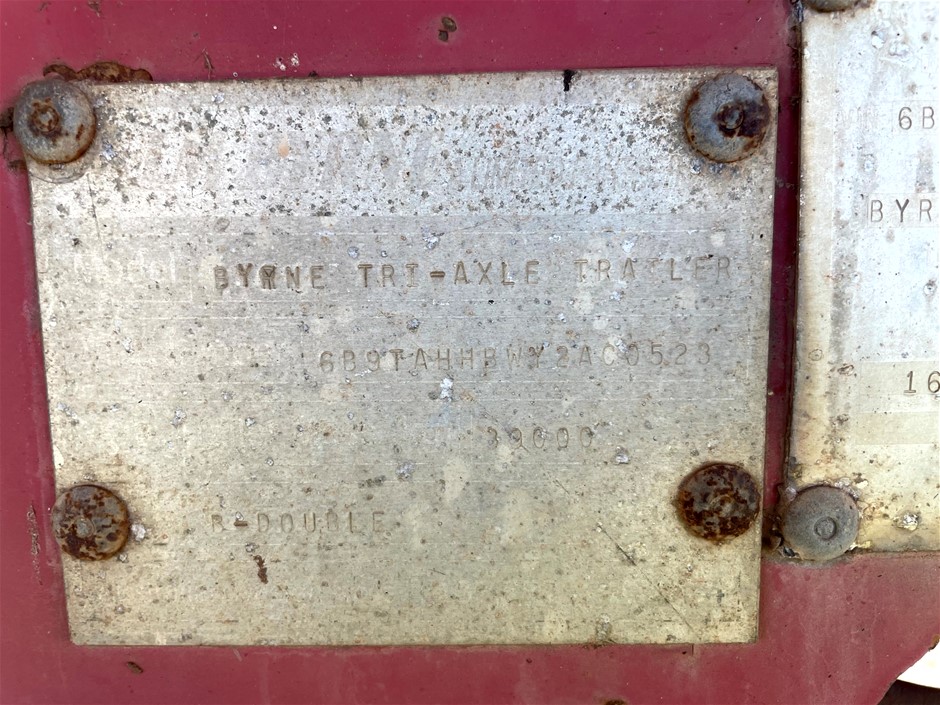 BYRNE TRI-AXLE TRAILER
6B9TAHHBWY2AC0523
39000
B-DOUBLE
6B
BYR
16